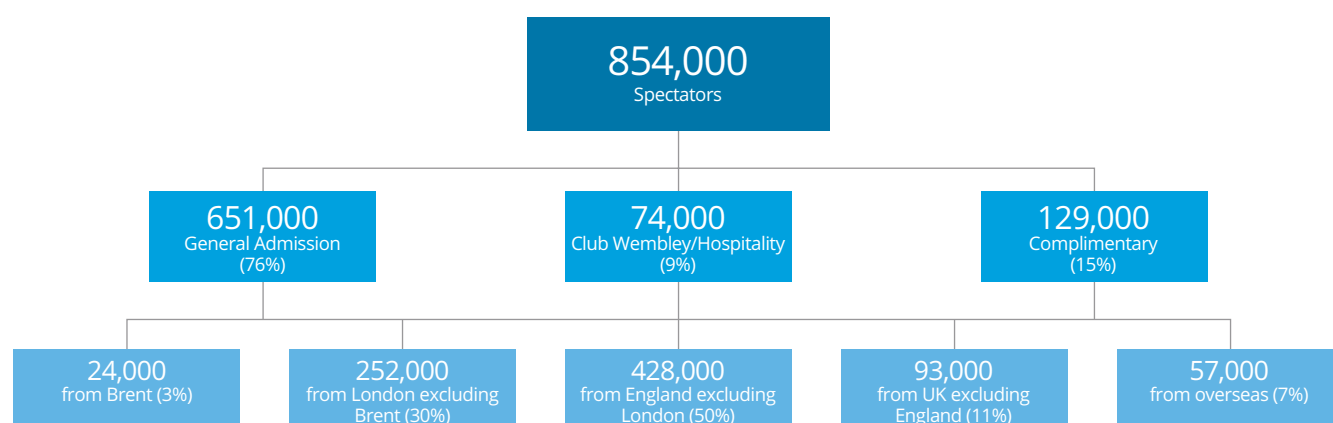 854,000
Spectators
651,000
General Admission
(76%)
74,000
Club Wembley/Hospitality
(9%)
129,000
Complimentary
(15%)
24,000
from Brent (3%)
252,000
from London excluding
Brent (30%)
428,000
from England excluding
London (50%)
93,000
from UK excluding
England (11%)
57,000
from overseas (7%)